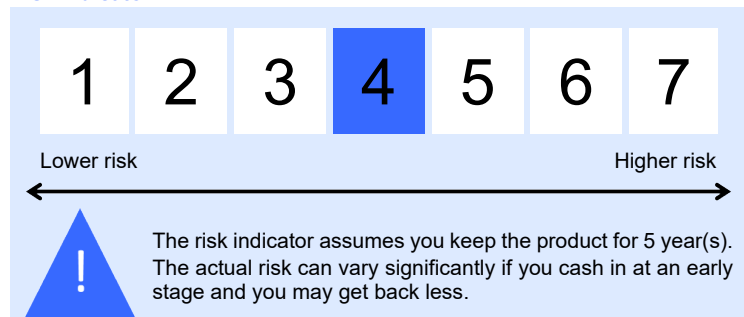 1 2 3 4 5 6 7
Lower risk Higher risk
!
The risk indicator assumes you keep the product for 5 year(s).
The actual risk can vary significantly if you cash in at an early
stage and you may get back less.